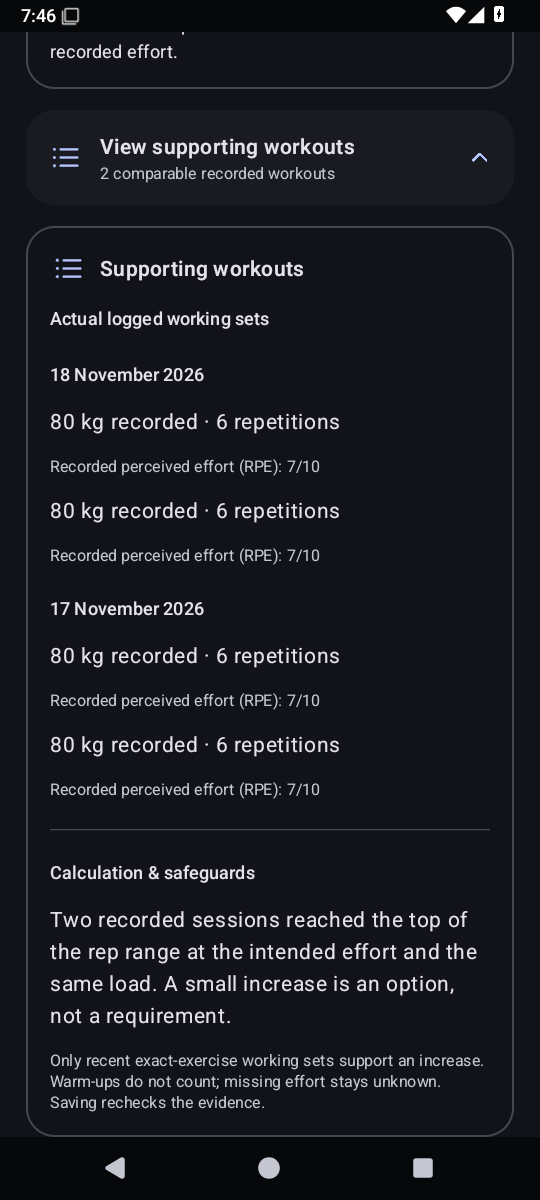 7:46
recorded effort.
View supporting workouts
2 comparable recorded workouts
Supporting workouts
Actual logged working sets
18 November 2026
80 kg recorded · 6 repetitions
Recorded perceived effort (RPE): 7/10
80 kg recorded · 6 repetitions
Recorded perceived effort (RPE): 7/10
17 November 2026
80 kg recorded · 6 repetitions
Recorded perceived effort (RPE): 7/10
80 kg recorded · 6 repetitions
Recorded perceived effort (RPE): 7/10
Calculation & safeguards
Two recorded sessions reached the top of
the rep range at the intended effort and the
same load. A small increase is an option,
not a requirement.
Only recent exact-exercise working sets support an increase.
Warm-ups do not count; missing effort stays unknown.
Saving rechecks the evidence.